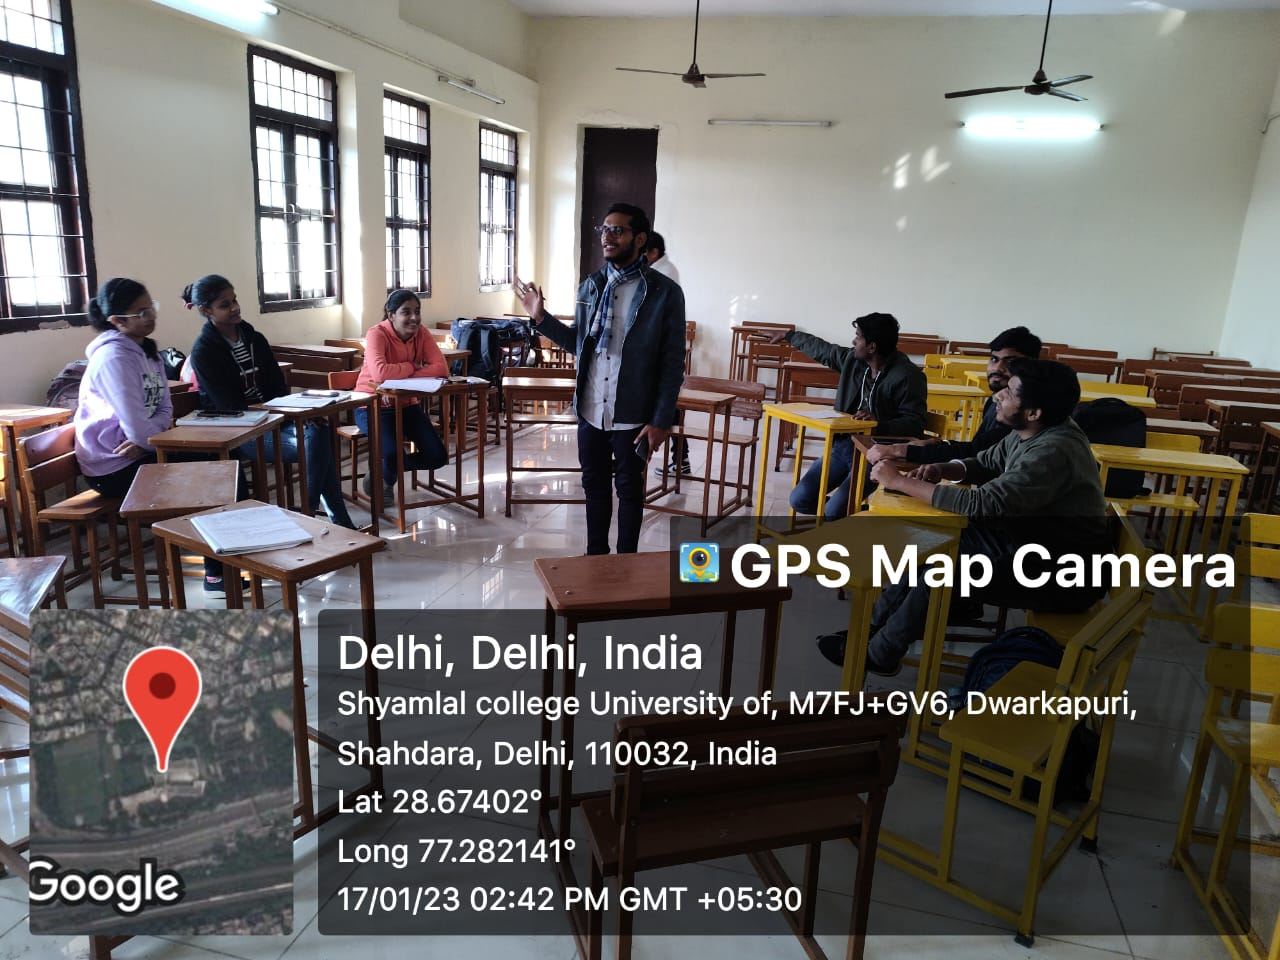 GPS Map Camera
Delhi, Delhi, India
Shyamlal college University of, M7FJ+GV6, Dwarkapuri,
Shahdara, Delhi, 110032, India
Lat 28.67402°
Long 77.282141°
17/01/23 02:42 PM GMT +05:30
Google